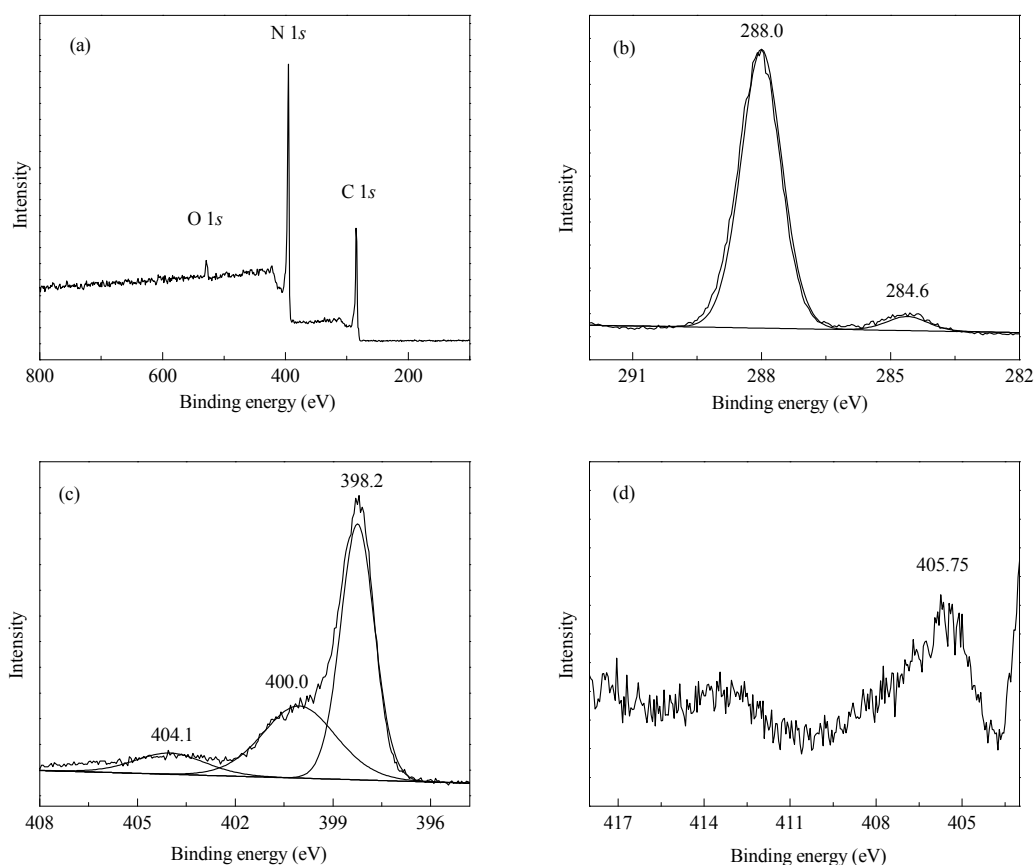 (a)
N 1s
C 1s
O 1s
Intensity
800 600 400 200
Binding energy (eV)
(b)
288.0
284.6
Intensity
291 288 285 282
Binding energy (eV)
(c)
398.2
400.0
404.1
Intensity
408 404 402 399 396
Binding energy (eV)
(d)
405.75
Intensity
417 414 411 408 405
Binding energy (eV)